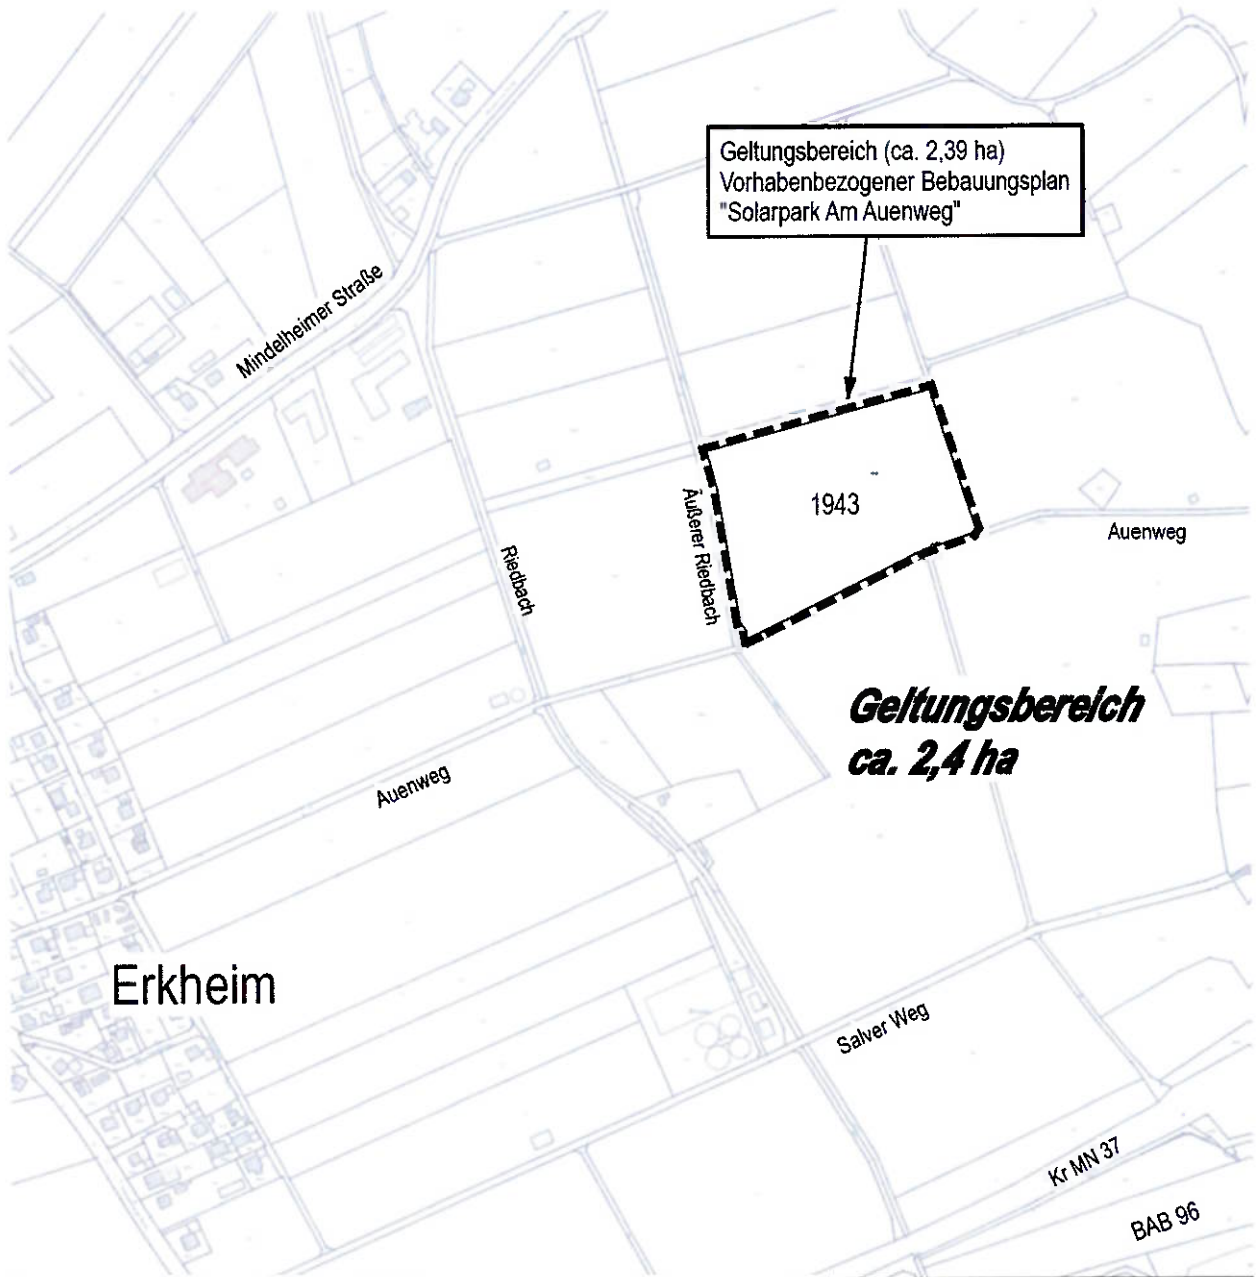 Geltungsbereich (ca. 2,39 ha)
Vorhabenbezogener Bebauungsplan
"Solarpark Am Auenweg"
Mindelheimer Straße
1943
Äußerer Riedbach
Auenweg
Riedbach
Geltungsbereich
ca. 2,4 ha
Auenweg
Erkheim
Salver Weg
Kr MN 37
BAB 96